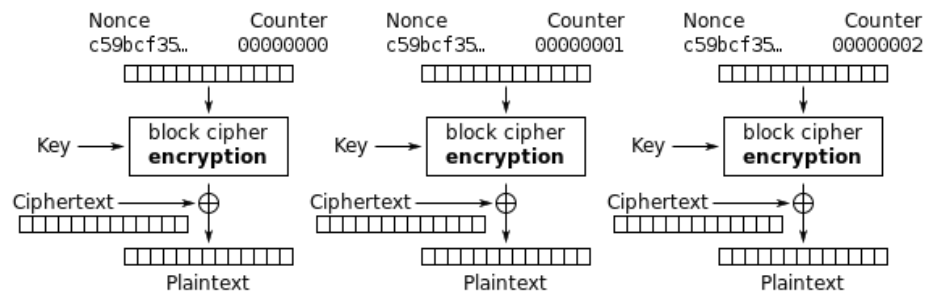 Nonce Counter Nonce Counter Nonce Counter
c59bcf35… 00000000 c59bcf35… 00000001 c59bcf35… 00000002
block cipher block cipher block cipher
Key encryption Key encryption Key encryption
Ciphertext Ciphertext Ciphertext
Plaintext Plaintext Plaintext